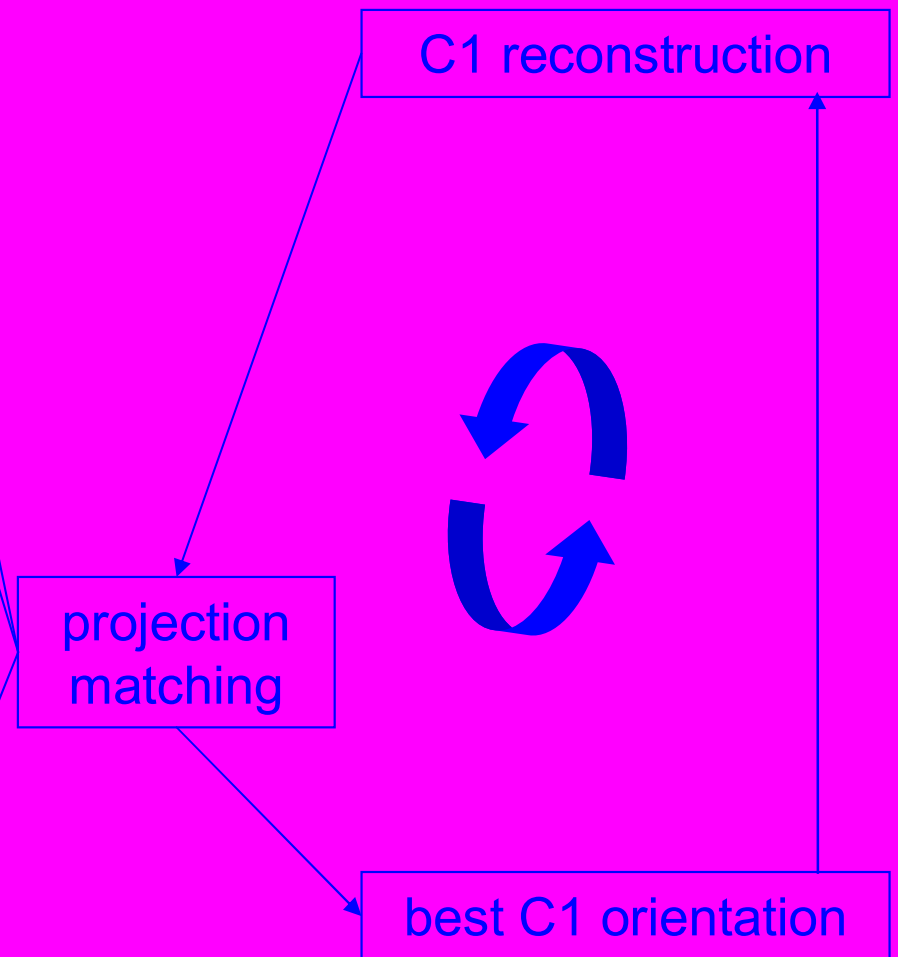 C1 reconstruction
projection
matching
best C1 orientation